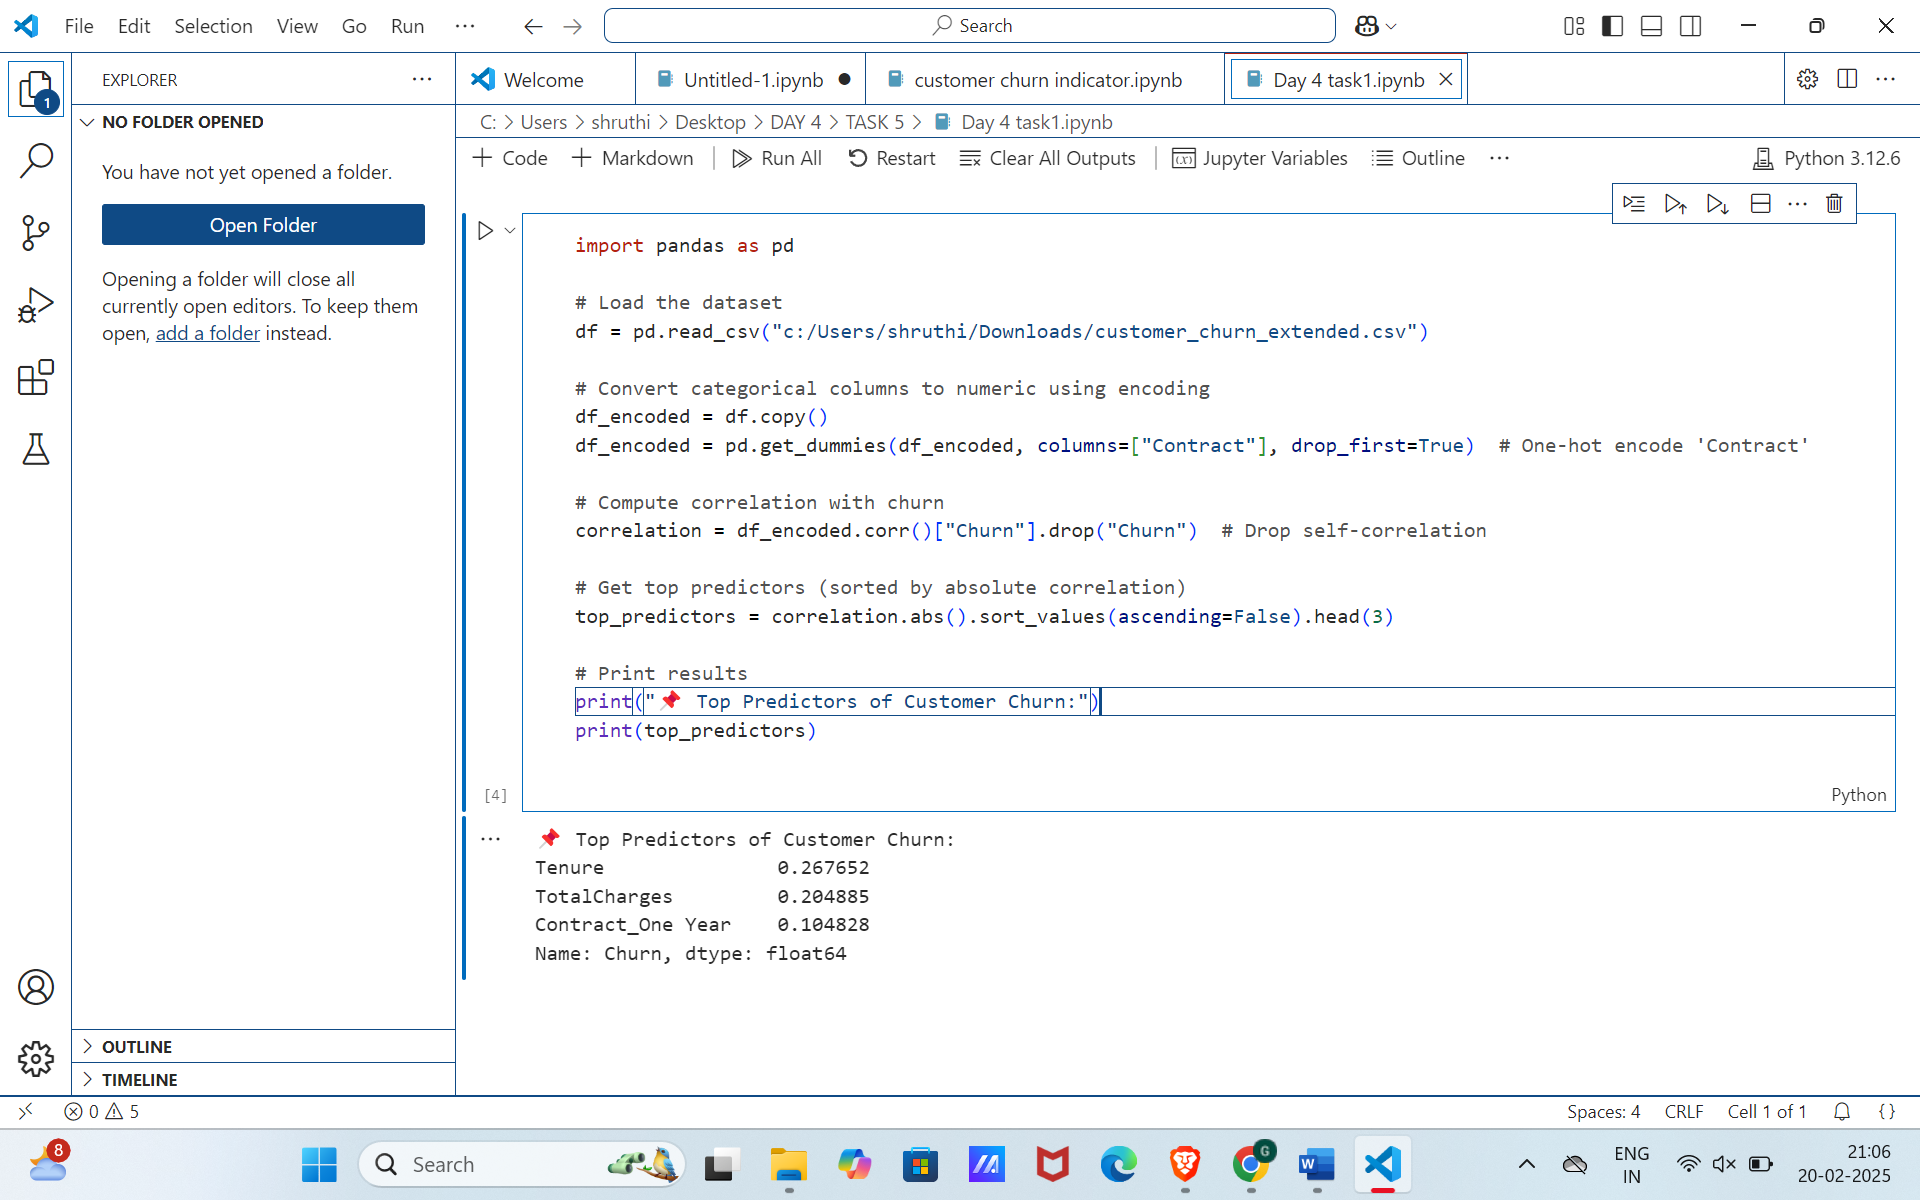 File Edit Selection View Go Run ···
Search
EXPLORER ···
Welcome
Untitled-1.ipynb
customer churn indicator.ipynb
Day 4 task1.ipynb
1
NO FOLDER OPENED
You have not yet opened a folder.
Open Folder
Opening a folder will close all
currently open editors. To keep them
open, add a folder instead.
C: > Users > shruthi > Desktop > DAY 4 > TASK 5 > Day 4 task1.ipynb
+ Code + Markdown Run All Restart Clear All Outputs Jupyter Variables Outline ··· Python 3.12.6
import pandas as pd
# Load the dataset
df = pd.read_csv("c:/Users/shruthi/Downloads/customer_churn_extended.csv")
# Convert categorical columns to numeric using encoding
df_encoded = df.copy()
df_encoded = pd.get_dummies(df_encoded, columns=["Contract"], drop_first=True)  # One-hot encode 'Contract'
# Compute correlation with churn
correlation = df_encoded.corr()["Churn"].drop("Churn")  # Drop self-correlation
# Get top predictors (sorted by absolute correlation)
top_predictors = correlation.abs().sort_values(ascending=False).head(3)
# Print results
print("📌 Top Predictors of Customer Churn:")
print(top_predictors)
[4]
Python
📌 Top Predictors of Customer Churn:
Tenure 0.267652
TotalCharges 0.204885
Contract_One Year 0.104828
Name: Churn, dtype: float64
OUTLINE
TIMELINE
0 5
Spaces: 4 CRLF Cell 1 of 1 { }
8
Search
W
G
ENG
IN
21:06
20-02-2025